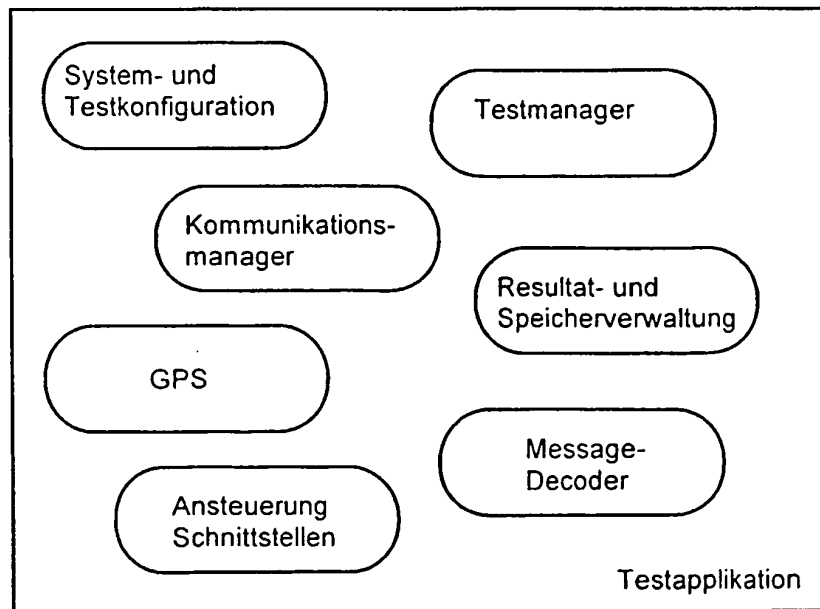 System- und
Testkonfiguration
Testmanager
Kommunikations-
manager
Resultat- und
Speicherverwaltung
GPS
Message-
Decoder
Ansteuerung
Schnittstellen
Testapplikation